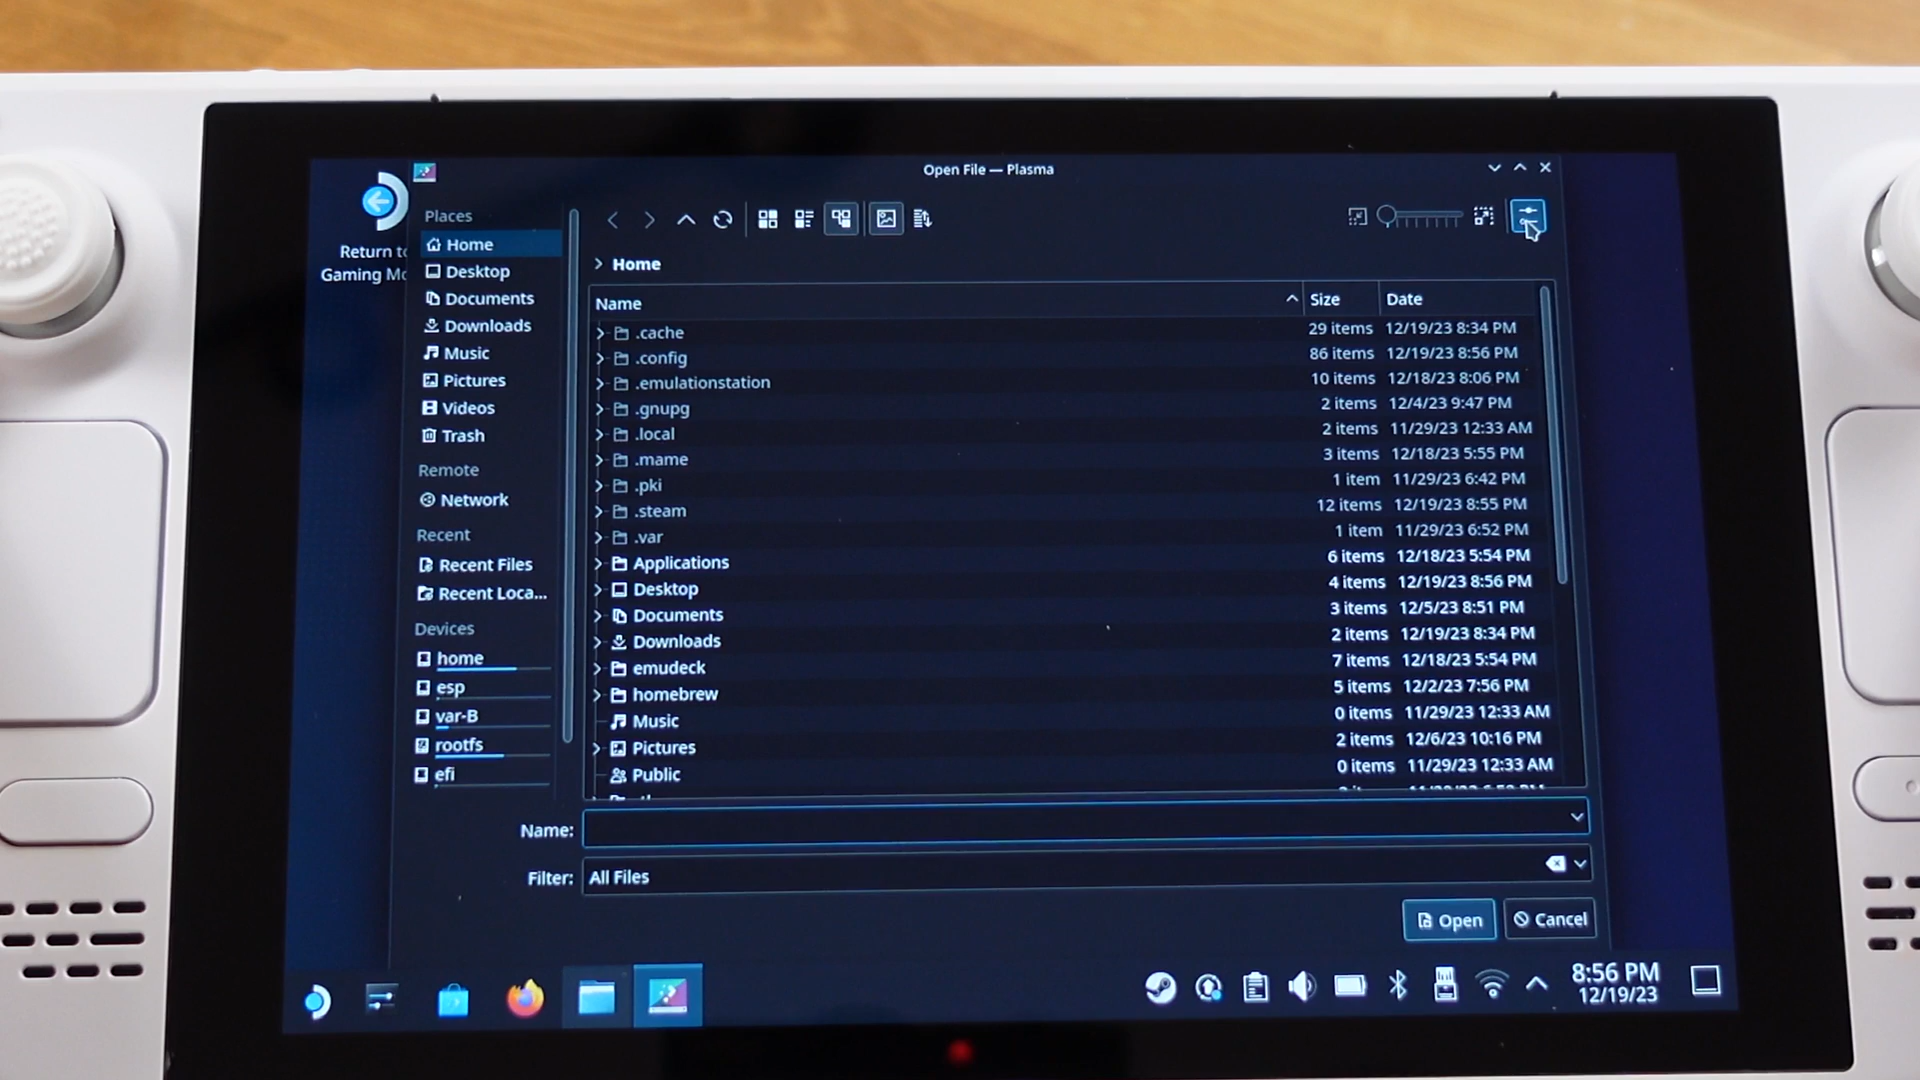 Open File — Plasma
Return to
Gaming Mo
Places
Home
Desktop
Documents
Downloads
Music
Pictures
Videos
Trash
Remote
Network
Recent
Recent Files
Recent Loca...
Devices
home
esp
var-B
rootfs
efi
Home
Name Size Date
.cache 29 items 12/19/23 8:34 PM
.config 86 items 12/19/23 8:56 PM
.emulationstation 10 items 12/18/23 8:06 PM
.gnupg 2 items 12/4/23 9:47 PM
.local 2 items 11/29/23 12:33 AM
.mame 3 items 12/18/23 5:55 PM
.pki 1 item 11/29/23 6:42 PM
.steam 12 items 12/19/23 8:55 PM
.var 1 item 11/29/23 6:52 PM
Applications 6 items 12/18/23 5:54 PM
Desktop 4 items 12/19/23 8:56 PM
Documents 3 items 12/5/23 8:51 PM
Downloads 2 items 12/19/23 8:34 PM
emudeck 7 items 12/18/23 5:54 PM
homebrew 5 items 12/2/23 7:56 PM
Music 0 items 11/29/23 12:33 AM
Pictures 2 items 12/6/23 10:16 PM
Public 0 items 11/29/23 12:33 AM
Name:
Filter: All Files
Open Cancel
8:56 PM
12/19/23